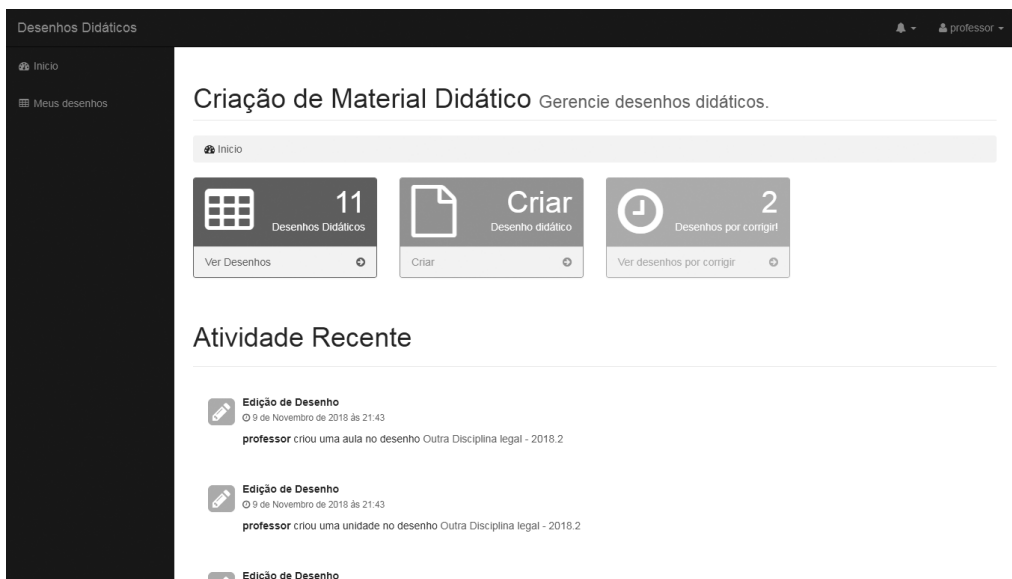 Desenhos Didáticos
professor
Inicio
Meus desenhos
Criação de Material Didático Gerencie desenhos didáticos.
Inicio
11
Desenhos Didáticos
Ver Desenhos
Criar
Desenho didático
Criar
2
Desenhos por corrigir!
Ver desenhos por corrigir
Atividade Recente
Edição de Desenho
9 de Novembro de 2018 às 21:43
professor criou uma aula no desenho Outra Disciplina legal - 2018.2
Edição de Desenho
9 de Novembro de 2018 às 21:43
professor criou uma unidade no desenho Outra Disciplina legal - 2018.2
Edição de Desenho